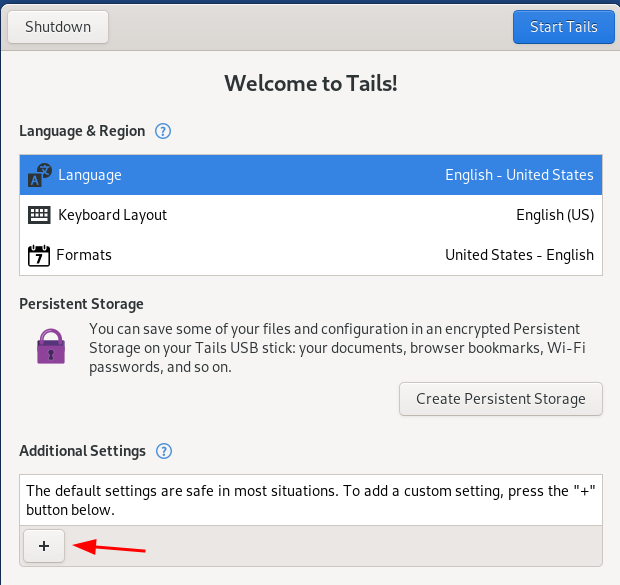 Shutdown
Start Tails
Welcome to Tails!
Language & Region ?
A Language English - United States
Keyboard Layout English (US)
7 Formats United States - English
Persistent Storage
You can save some of your files and configuration in an encrypted Persistent
Storage on your Tails USB stick: your documents, browser bookmarks, Wi-Fi
passwords, and so on.
Create Persistent Storage
Additional Settings ?
The default settings are safe in most situations. To add a custom setting, press the "+"
button below.
+